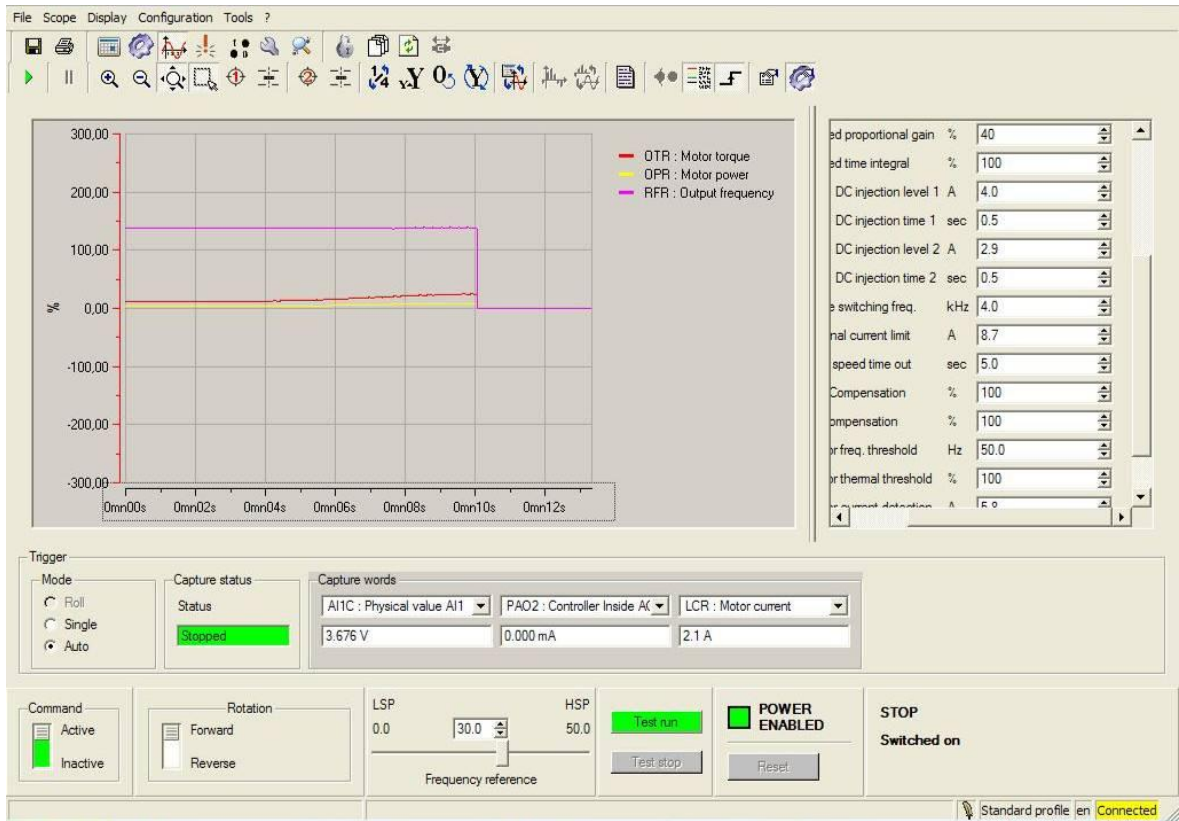 File Scope Display Configuration Tools ?
300,00
200,00
100,00
0,00
-100,00
-200,00
-300,00
%
0mn00s 0mn02s 0mn04s 0mn06s 0mn08s 0mn10s 0mn12s
OTR : Motor torque
OPR : Motor power
RFR : Output frequency
ed proportional gain % 40
ed time integral % 100
DC injection level 1 A 4.0
DC injection time 1 sec 0.5
DC injection level 2 A 2.9
DC injection time 2 sec 0.5
e switching freq. kHz 4.0
nal current limit A 8.7
speed time out sec 5.0
Compensation % 100
ompensation % 100
or freq. threshold Hz 50.0
or thermal threshold % 100
Trigger
Mode
Roll
Single
Auto
Capture status
Status
Stopped
Capture words
AI1C : Physical value AI1
3.676 V
PAO2 : Controller Inside A
0.000 mA
LCR : Motor current
2.1 A
Command
Active
Inactive
Rotation
Forward
Reverse
LSP HSP
0.0 30.0 50.0
Frequency reference
Test run
Test stop
POWER
ENABLED
Reset
STOP
Switched on
Standard profile en Connected